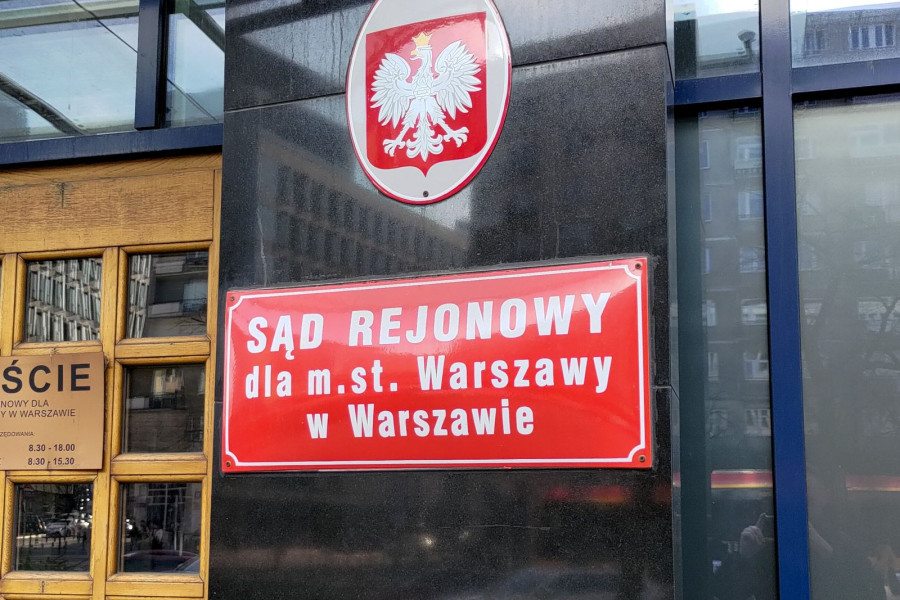 SĄD REJONOWY
dla m.st. Warszawy
w Warszawie
ŚCIE
NOWY DLA
Y W WARSZAWIE
8.30 - 18.00
8.30 - 15.30